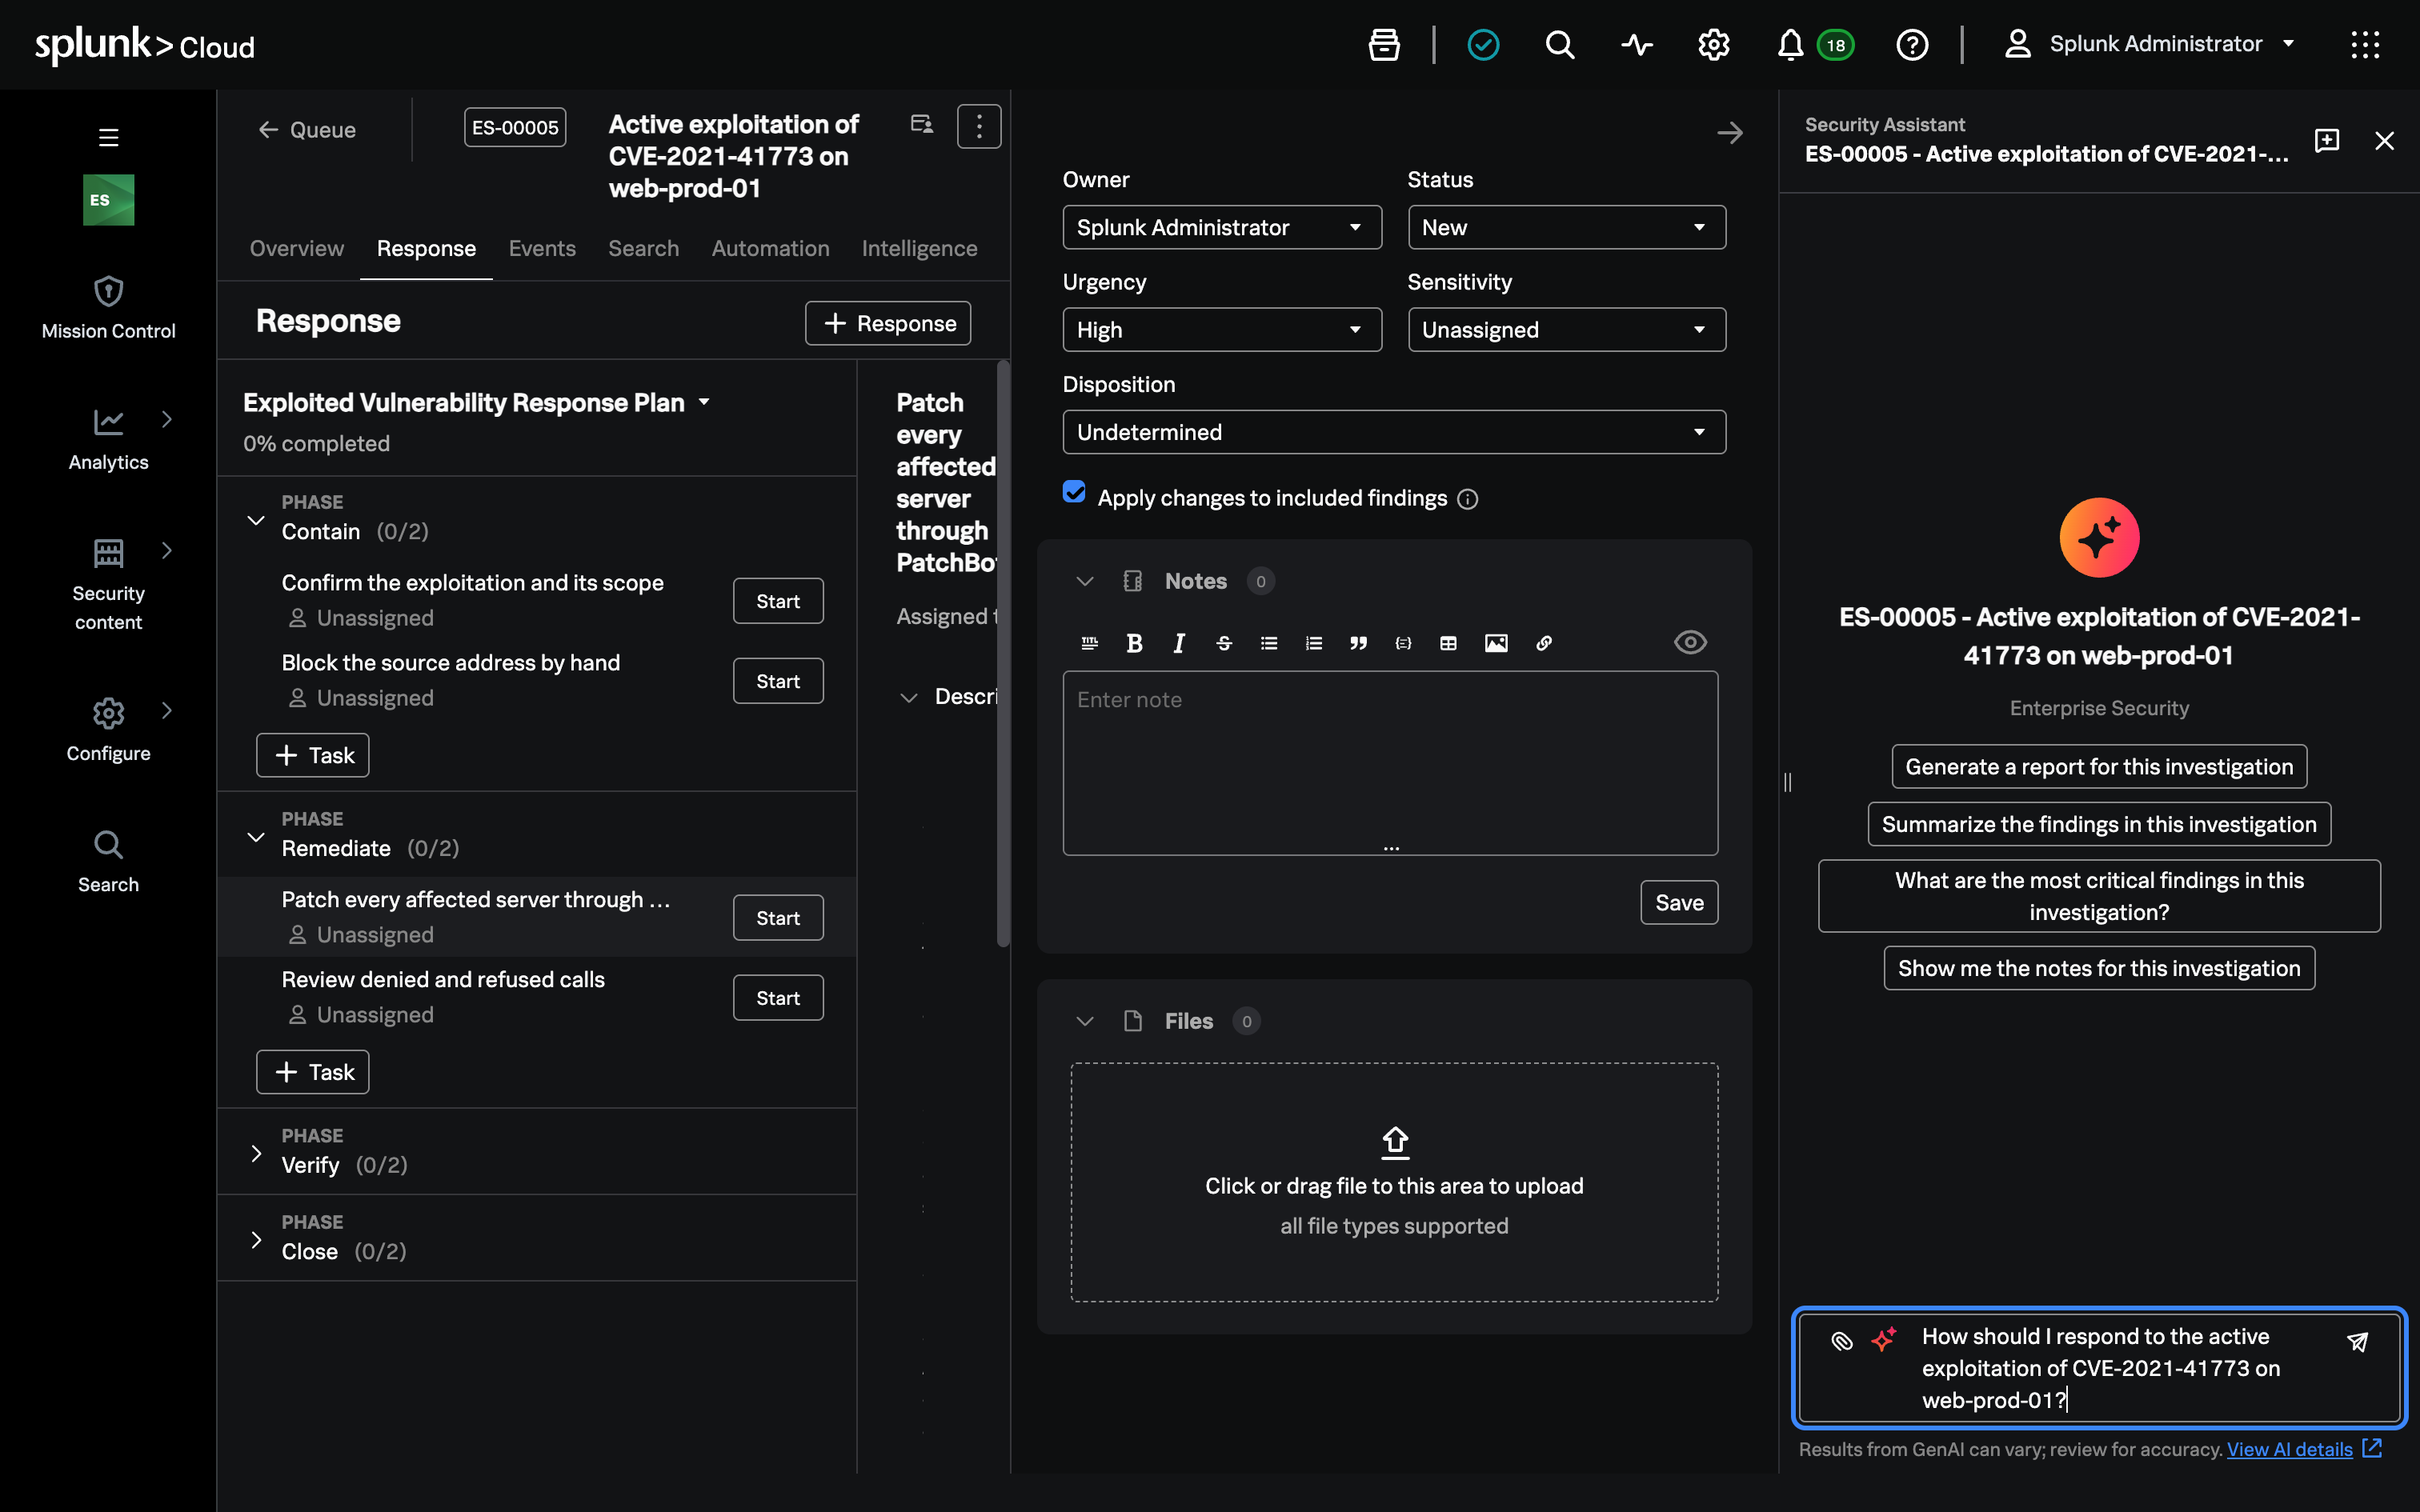 splunk> Cloud
18
Splunk Administrator
ES
Mission Control
Analytics
Security
content
Configure
Search
Queue
ES-00005
Active exploitation of
CVE-2021-41773 on
web-prod-01
Overview
Response
Events
Search
Automation
Intelligence
Response
+ Response
Exploited Vulnerability Response Plan
0% completed
PHASE
Contain (0/2)
Confirm the exploitation and its scope
Unassigned
Start
Block the source address by hand
Unassigned
Start
+ Task
PHASE
Remediate (0/2)
Patch every affected server through ...
Unassigned
Start
Review denied and refused calls
Unassigned
Start
+ Task
PHASE
Verify (0/2)
PHASE
Close (0/2)
Patch
every
affected
server
through
Assigned
Owner
Splunk Administrator
Status
New
Urgency
High
Sensitivity
Unassigned
Disposition
Undetermined
Apply changes to included findings
Notes 0
Enter note
Save
Files 0
Click or drag file to this area to upload
all file types supported
Security Assistant
ES-00005 - Active exploitation of CVE-2021-...
ES-00005 - Active exploitation of CVE-2021-
41773 on web-prod-01
Enterprise Security
Generate a report for this investigation
Summarize the findings in this investigation
What are the most critical findings in this
investigation?
Show me the notes for this investigation
How should I respond to the active
exploitation of CVE-2021-41773 on
web-prod-01?
Results from GenAI can vary; review for accuracy. View AI details